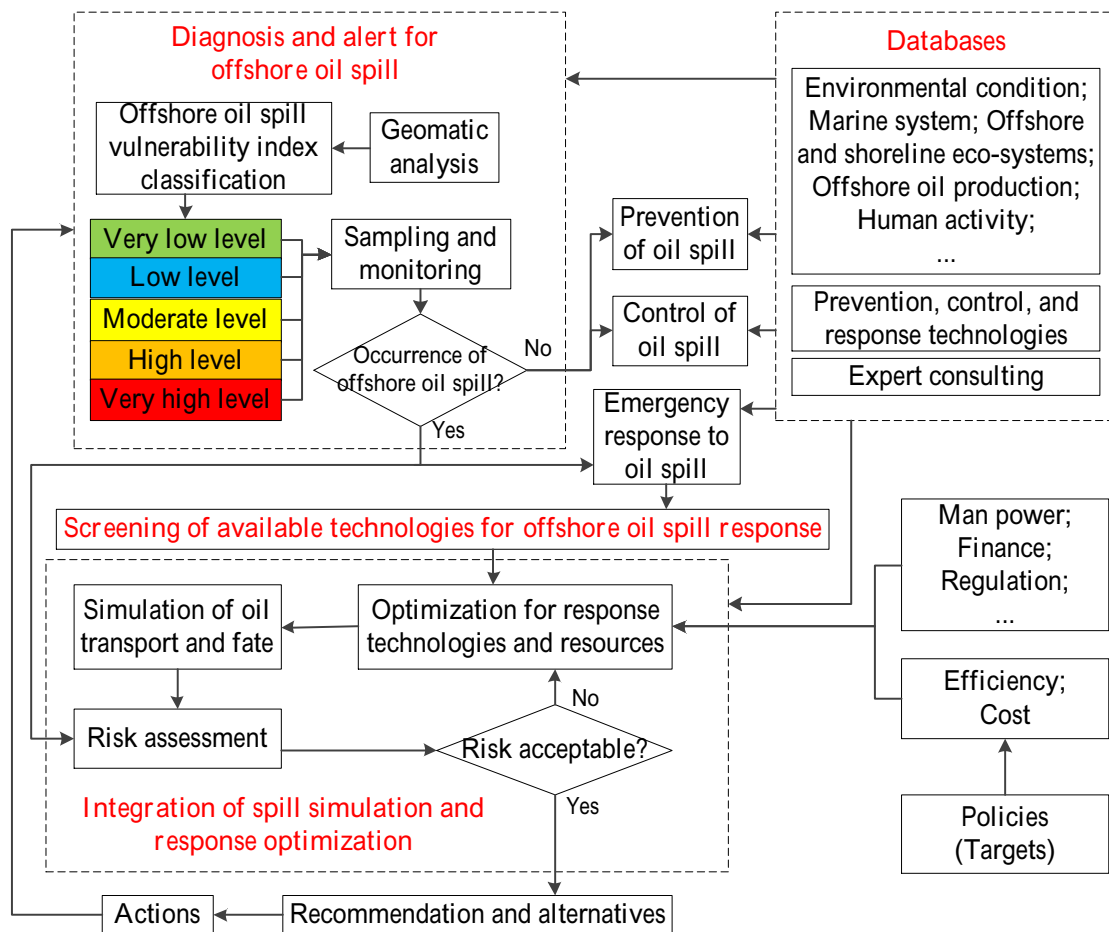 Diagnosis and alert for
offshore oil spill
Databases
Offshore oil spill
vulnerability index
classification
Geomatic
analysis
Environmental condition;
Marine system; Offshore
and shoreline eco-systems;
Offshore oil production;
Human activity;
...
Very low level
Low level
Moderate level
High level
Very high level
Sampling and
monitoring
Prevention
of oil spill
Control of
oil spill
Occurrence of
offshore oil spill?
No
Yes
Prevention, control, and
response technologies
Expert consulting
Emergency
response to
oil spill
Screening of available technologies for offshore oil spill response
Man power;
Finance;
Regulation;
...
Simulation of oil
transport and fate
Optimization for response
technologies and resources
No
Efficiency;
Cost
Risk assessment
Risk acceptable?
Yes
Integration of spill simulation and
response optimization
Policies
(Targets)
Actions
Recommendation and alternatives